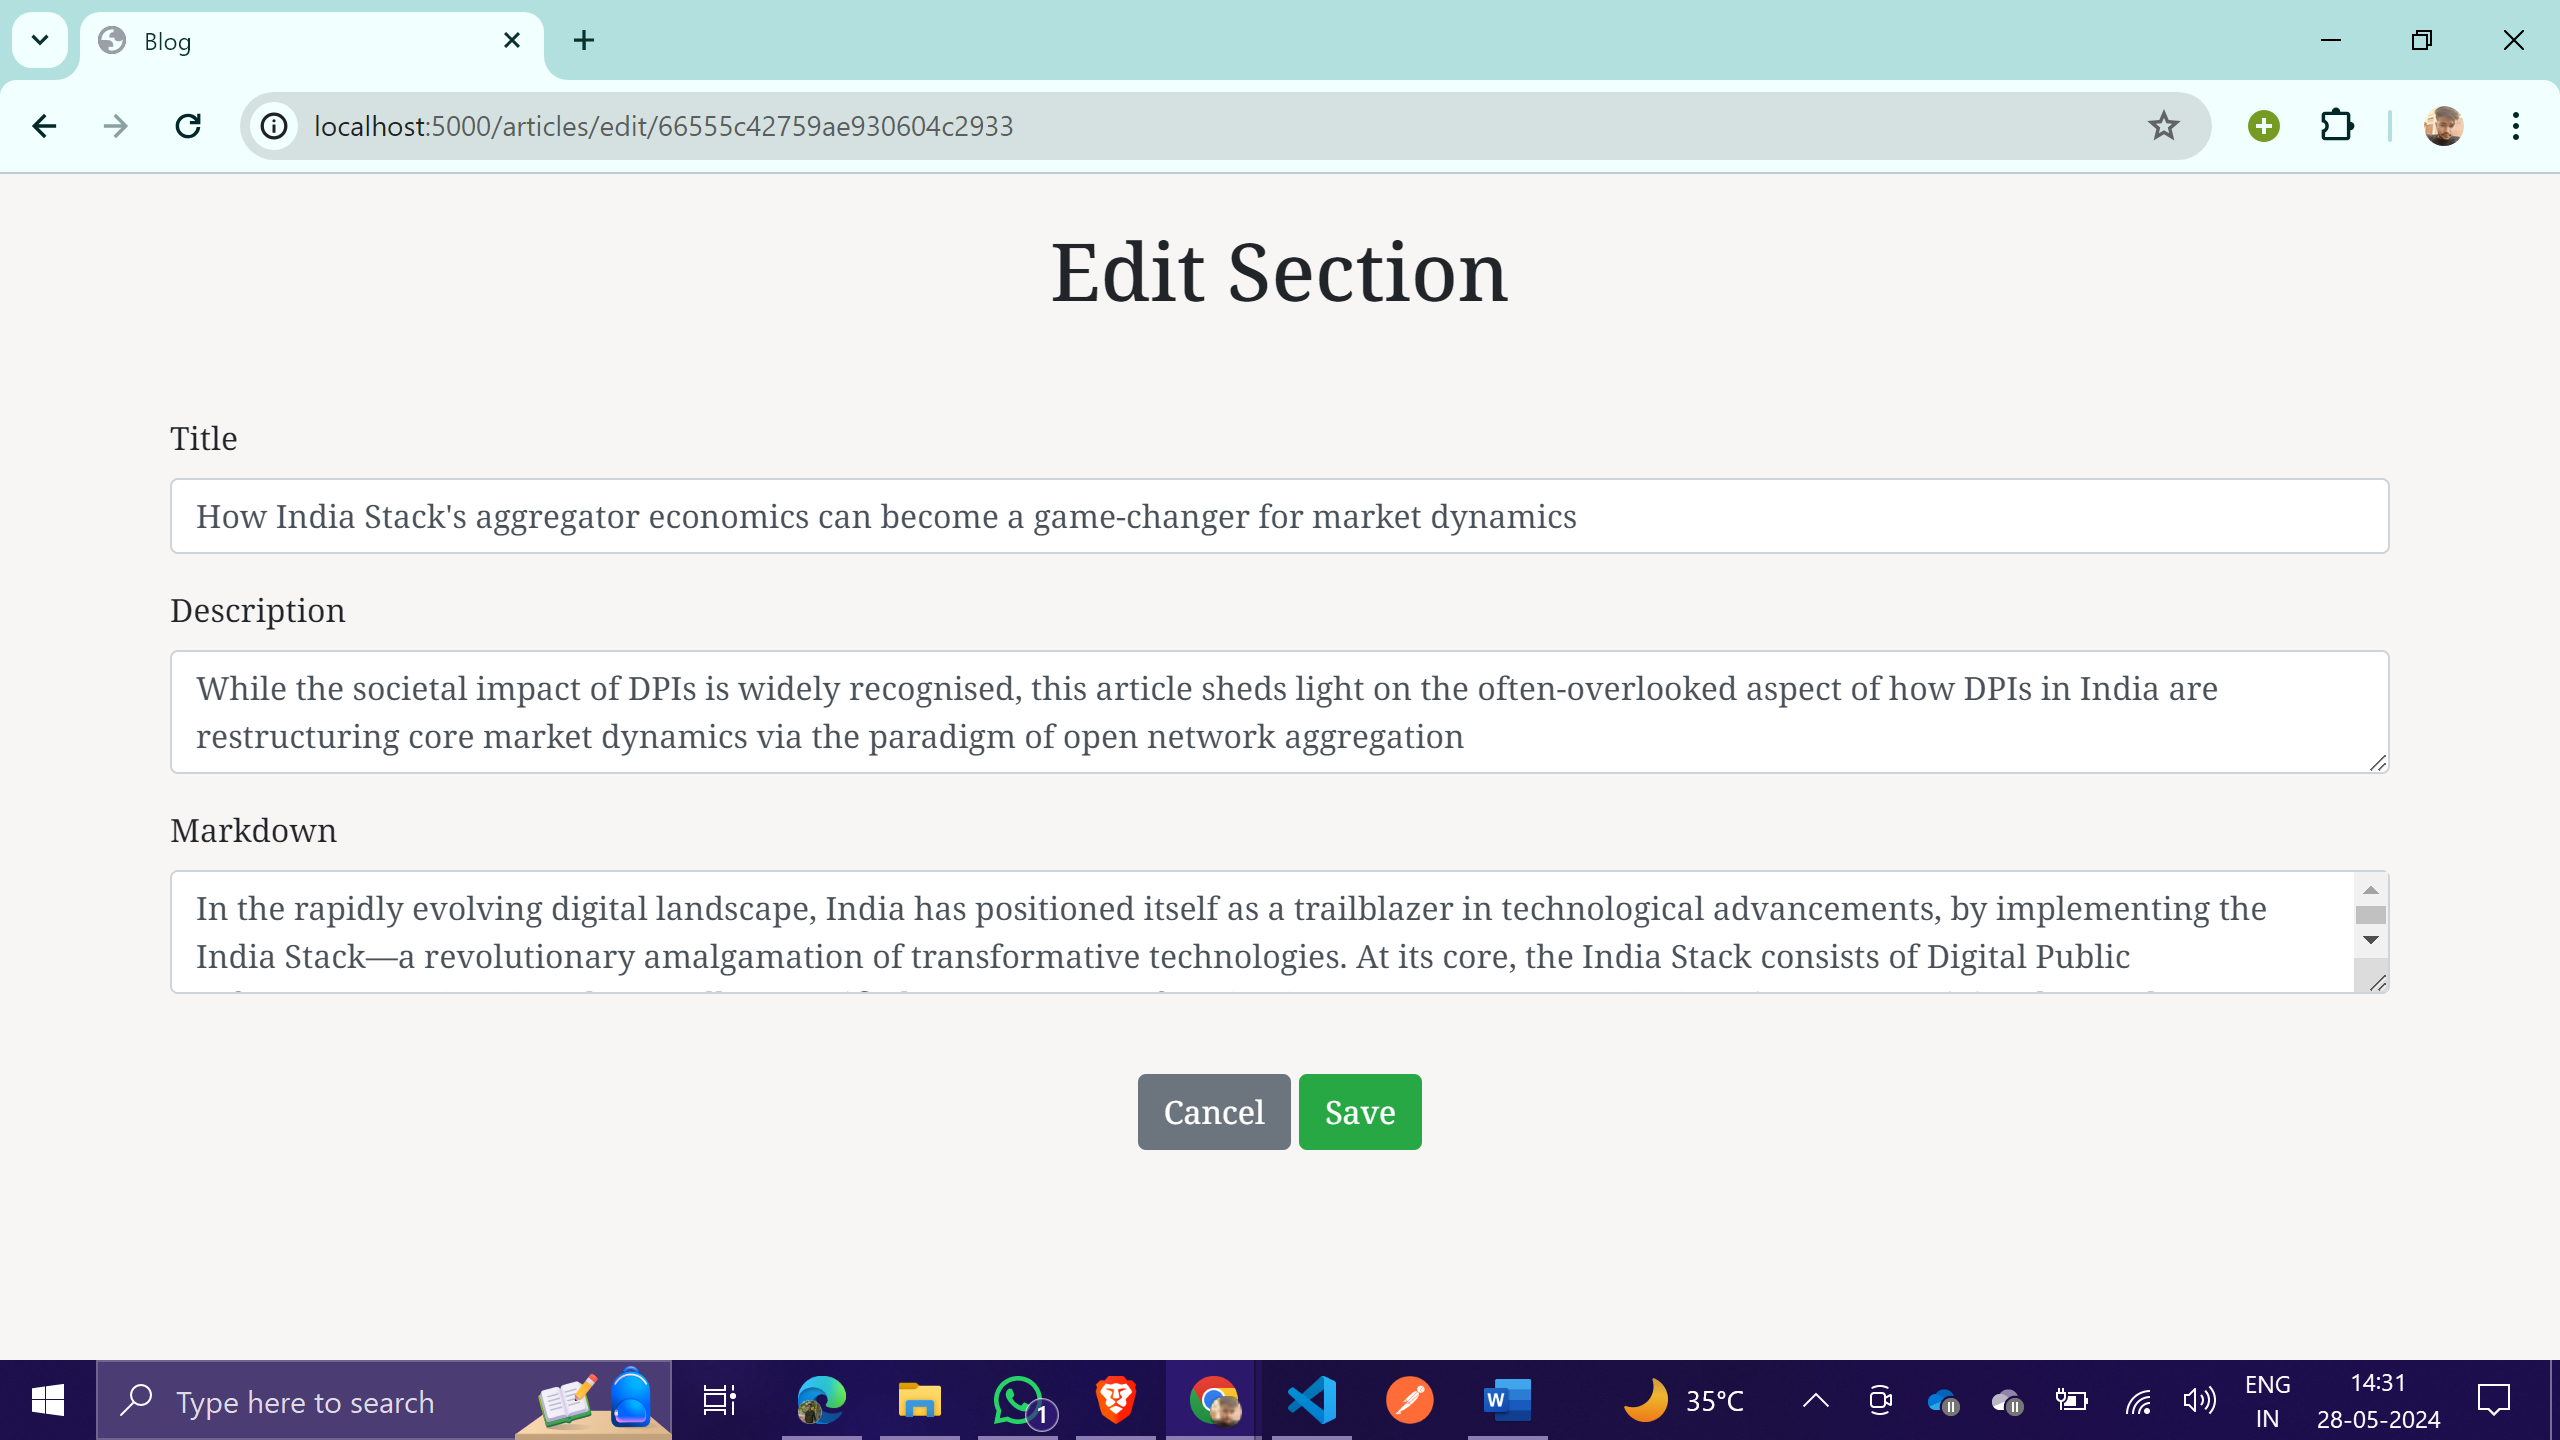 Blog
localhost:5000/articles/edit/66555c42759ae930604c2933
Edit Section
Title
How India Stack's aggregator economics can become a game-changer for market dynamics
Description
While the societal impact of DPIs is widely recognised, this article sheds light on the often-overlooked aspect of how DPIs in India are
restructuring core market dynamics via the paradigm of open network aggregation
Markdown
In the rapidly evolving digital landscape, India has positioned itself as a trailblazer in technological advancements, by implementing the
India Stack—a revolutionary amalgamation of transformative technologies. At its core, the India Stack consists of Digital Public
Cancel Save
Type here to search
1
W
35°C
ENG
IN
14:31
28-05-2024